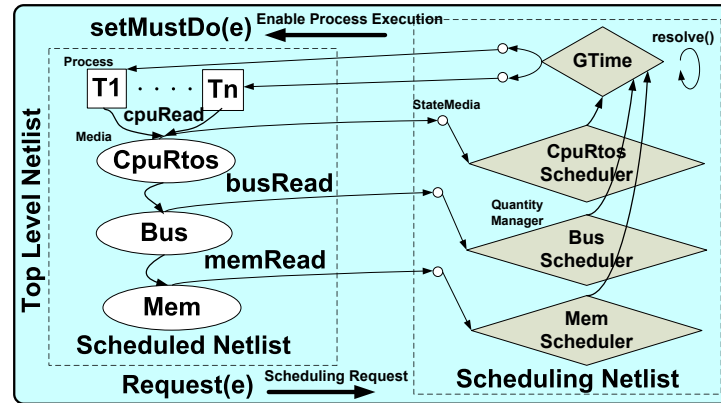 setMustDo(e)
Enable Process Execution
Process
T1 . . . . Tn
cpuRead
Media
CpuRtos
busRead
Bus
memRead
Mem
Scheduled Netlist
Top Level Netlist
GTime
resolve()
StateMedia
CpuRtos
Scheduler
Quantity
Manager
Bus
Scheduler
Mem
Scheduler
Scheduling Netlist
Request(e)
Scheduling Request